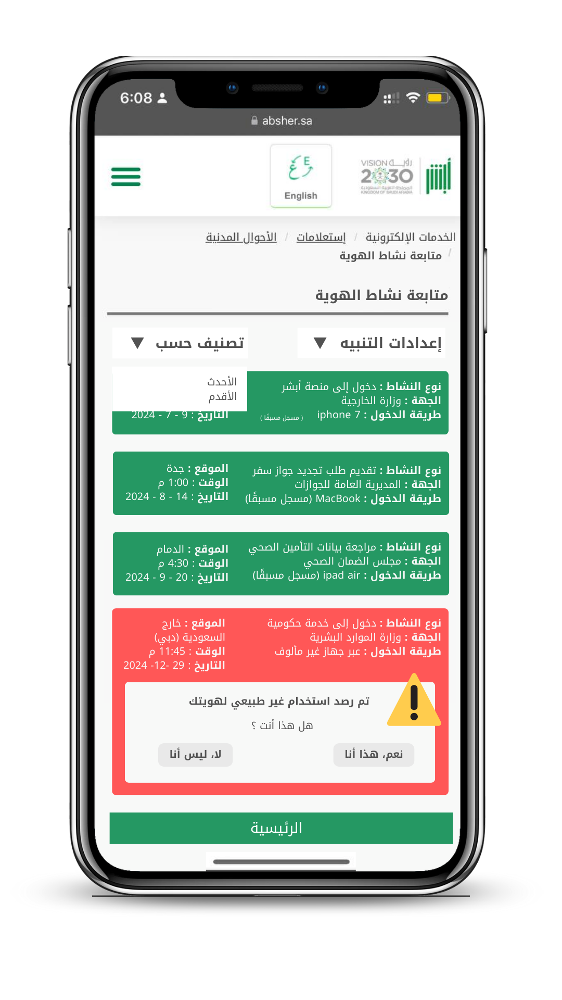 6:08
absher.sa
English
VISION رؤيــة
2030
المملكة العربية السعودية
KINGDOM OF SAUDI ARABIA
أبشر
الخدمات الإلكترونية / إستعلامات / الأحوال المدنية
/ متابعة نشاط الهوية
متابعة نشاط الهوية
إعدادات التنبيه ▼
تصنيف حسب ▼
الأحدث
الأقدم
نوع النشاط : دخول إلى منصة أبشر
الجهة : وزارة الخارجية
طريقة الدخول : iphone 7 ( مسجل مسبقًا )
التاريخ : 9 - 7 - 2024
نوع النشاط : تقديم طلب تجديد جواز سفر
الجهة : المديرية العامة للجوازات
طريقة الدخول : MacBook (مسجل مسبقًا)
الموقع : جدة
الوقت : 1:00 م
التاريخ : 14 - 8 - 2024
نوع النشاط : مراجعة بيانات التأمين الصحي
الجهة : مجلس الضمان الصحي
طريقة الدخول : ipad air (مسجل مسبقًا)
الموقع : الدمام
الوقت : 4:30 م
التاريخ : 20 - 9 - 2024
نوع النشاط : دخول إلى خدمة حكومية
الجهة : وزارة الموارد البشرية
طريقة الدخول : عبر جهاز غير مألوف
الموقع : خارج
السعودية (دبي)
الوقت : 11:45 م
التاريخ : 29 -12- 2024
تم رصد استخدام غير طبيعي لهويتك
هل هذا أنت ؟
نعم، هذا أنا
لا، ليس أنا
الرئيسية